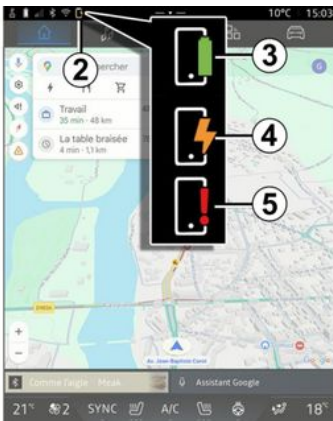 10°C
15:03
2
3
4
5
ercher
Travail
35 min - 48 km
La table braisée
4 min - 1,1 km
G
+
−
Av. Jean Baptiste Corot
Comme l'aigle
Meak
Assistant Google
21°
2
SYNC
A/C
18°